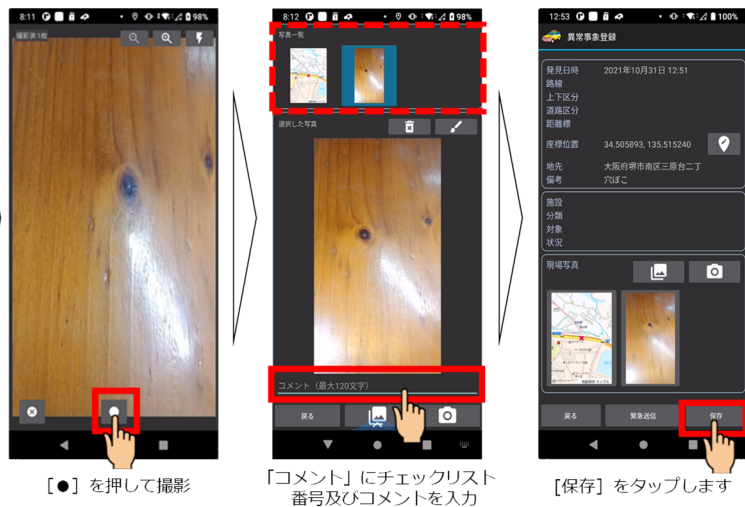 8:11
98%
撮影済:1枚
[●] を押して撮影
8:12
98%
写真一覧
選択した写真
コメント（最大120文字）
戻る
「コメント」にチェックリスト
番号及びコメントを入力
12:53
100%
異常事象登録
発見日時 2021年10月31日 12:51
路線
上下区分
道路区分
距離標
座標位置 34.505893, 135.515240
地先 大阪府堺市南区三原台二丁
備考 穴ぼこ
施設
分類
対象
状況
現場写真
戻る 緊急送信 保存
[保存] をタップします